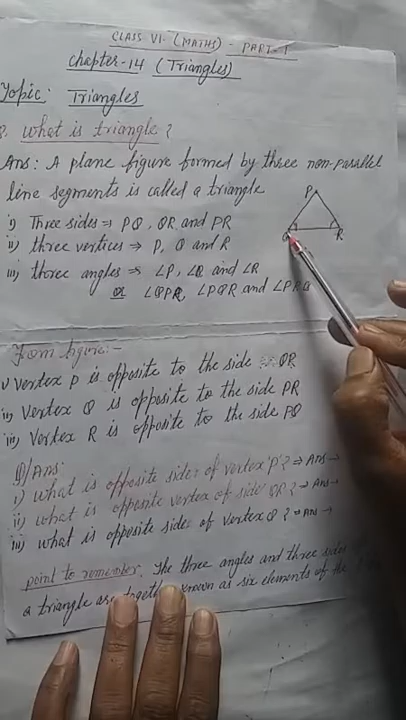 CLASS VI- (MATHS) - PART-I
Chapter-14 (Triangles)
Topic: Triangles
Q. What is triangle?
Ans: A plane figure formed by three non-parallel
line segments is called a triangle
i) Three sides ⇒ PQ, QR and PR
ii) three vertices ⇒ P, Q and R
iii) three angles ⇒ ∠P, ∠Q and ∠R
or ∠QPR, ∠PQR and ∠PRQ
P
Q R
From figure:-
i) Vertex P is opposite to the side QR
ii) Vertex Q is opposite to the side PR
iii) Vertex R is opposite to the side PQ
Q/Ans:
i) what is opposite side of vertex 'P'? ⇒ Ans →
ii) what is opposite vertex of side QR? ⇒ Ans →
iii) what is opposite side of vertex Q? ⇒ Ans →
point to remember. The three angles and three sides
a triangle are together known as six elements of the